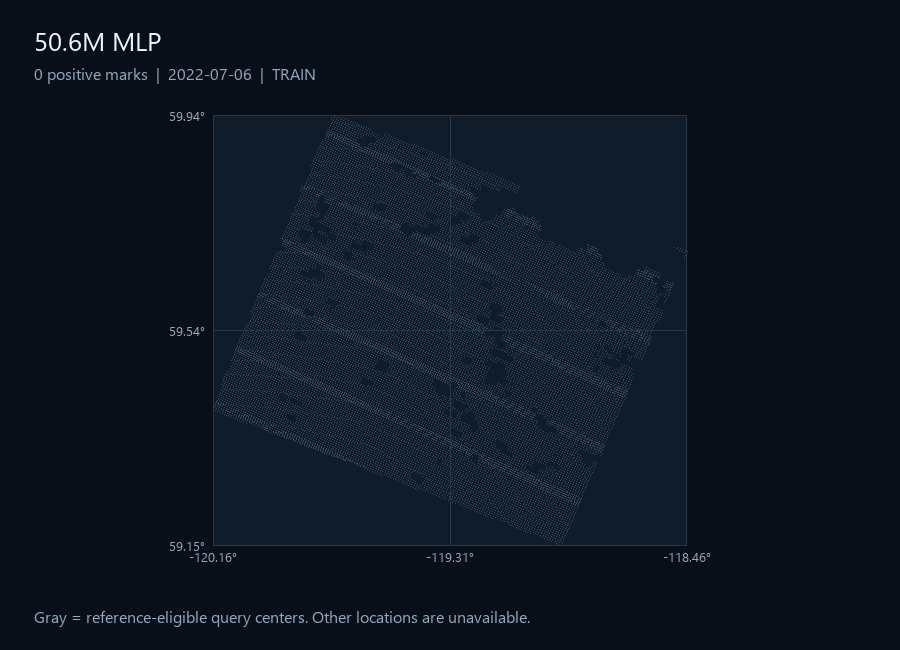 50.6M MLP
0 positive marks | 2022-07-06 | TRAIN
59.94°
59.54°
59.15°
-120.16°
-119.31°
-118.46°
Gray = reference-eligible query centers. Other locations are unavailable.